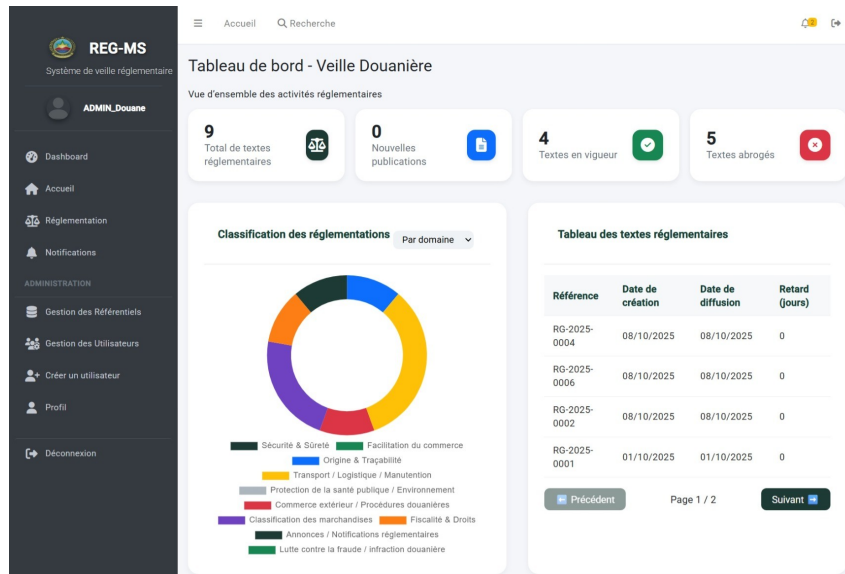 REG-MS
Système de veille réglementaire
ADMIN_Douane
Dashboard
Accueil
Réglementation
Notifications
ADMINISTRATION
Gestion des Référentiels
Gestion des Utilisateurs
Créer un utilisateur
Profil
Déconnexion
Accueil
Recherche
2
Tableau de bord - Veille Douanière
Vue d'ensemble des activités réglementaires
9
Total de textes
réglementaires
0
Nouvelles
publications
4
Textes en vigueur
5
Textes abrogés
Classification des réglementations
Par domaine
Sécurité & Sûreté Facilitation du commerce
Origine & Traçabilité
Transport / Logistique / Manutention
Protection de la santé publique / Environnement
Commerce extérieur / Procédures douanières
Classification des marchandises Fiscalité & Droits
Annonces / Notifications réglementaires
Lutte contre la fraude / infraction douanière
Tableau des textes réglementaires
Référence Date de création Date de diffusion Retard (jours)
RG-2025-0004 08/10/2025 08/10/2025 0
RG-2025-0006 08/10/2025 08/10/2025 0
RG-2025-0002 08/10/2025 08/10/2025 0
RG-2025-0001 01/10/2025 01/10/2025 0
Précédent Page 1 / 2 Suivant